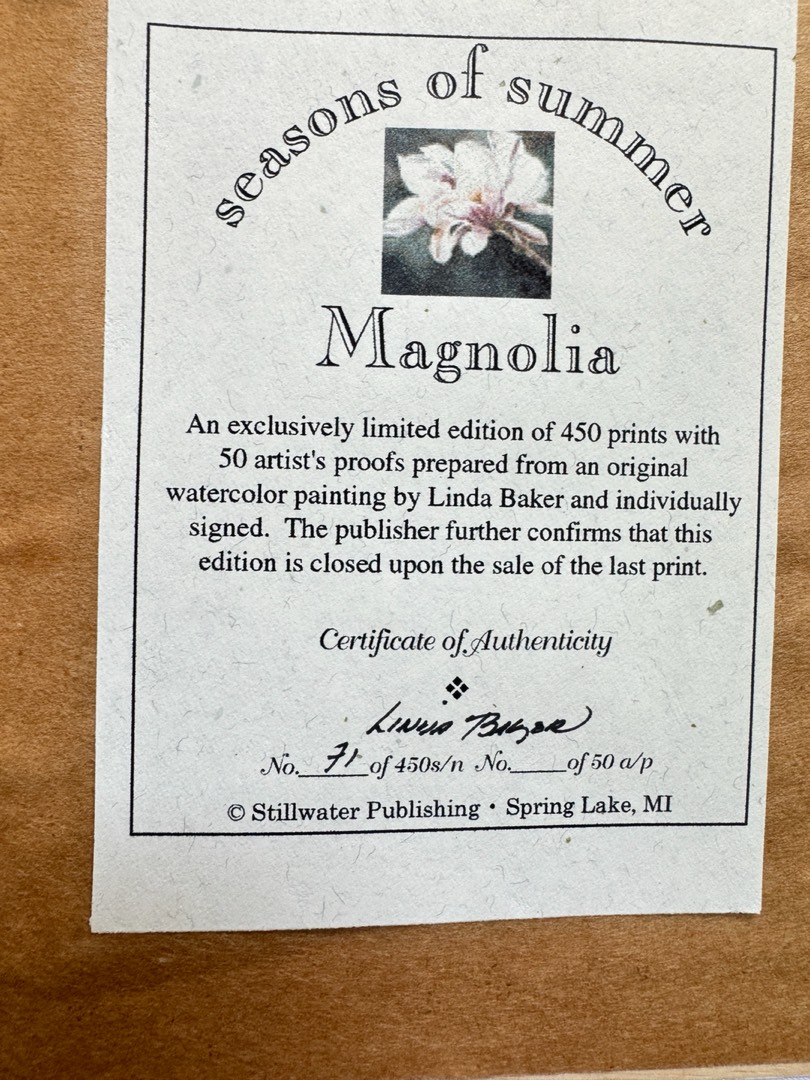 seasons of summer
Magnolia
An exclusively limited edition of 450 prints with
50 artist's proofs prepared from an original
watercolor painting by Linda Baker and individually
signed. The publisher further confirms that this
edition is closed upon the sale of the last print.
Certificate of Authenticity
Linda Baker
No. 71 of 450s/n No.____of 50 a/p
© Stillwater Publishing • Spring Lake, MI